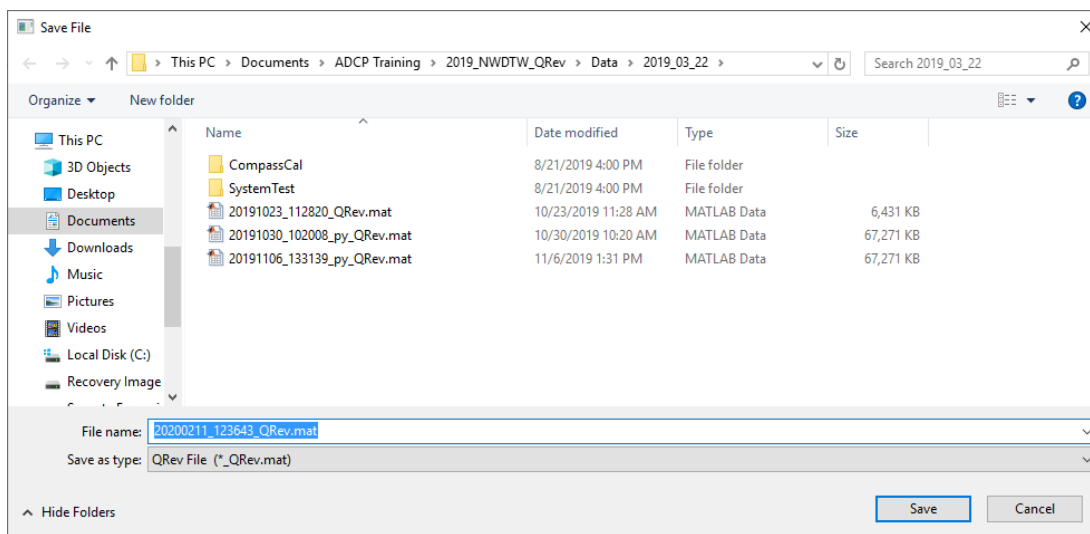 Save File
This PC > Documents > ADCP Training > 2019_NWDTW_QRev > Data > 2019_03_22 >
Search 2019_03_22
Organize
New folder
?
This PC
3D Objects
Desktop
Documents
Downloads
Music
Pictures
Videos
Local Disk (C:)
Recovery Image
Name Date modified Type Size
CompassCal 8/21/2019 4:00 PM File folder
SystemTest 8/21/2019 4:00 PM File folder
20191023_112820_QRev.mat 10/23/2019 11:28 AM MATLAB Data 6,431 KB
20191030_102008_py_QRev.mat 10/30/2019 10:20 AM MATLAB Data 67,271 KB
20191106_133139_py_QRev.mat 11/6/2019 1:31 PM MATLAB Data 67,271 KB
File name: 20200211_123643_QRev.mat
Save as type: QRev File (*_QRev.mat)
Hide Folders
Save
Cancel